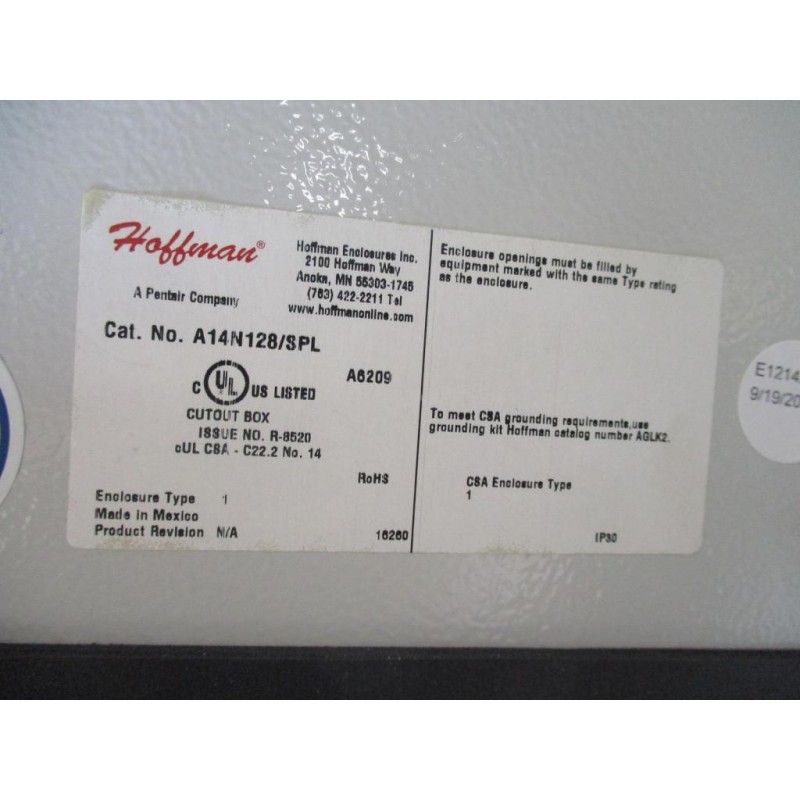 Hoffman®
A Pentair Company
Hoffman Enclosures Inc.
2100 Hoffman Way
Anoka, MN 55303-1745
(763) 422-2211 Tel
www.hoffmanonline.com
Cat. No. A14N128/SPL
A6209
C UL US LISTED
CUTOUT BOX
ISSUE NO. R-8520
cUL CSA - C22.2 No. 14
RoHS
Enclosure Type 1
Made in Mexico
Product Revision N/A
16260
Enclosure openings must be filled by
equipment marked with the same Type rating
as the enclosure.
To meet CSA grounding requirements,use
grounding kit Hoffman catalog number AGLK2.
CSA Enclosure Type
1
IP30
E1214
9/19/20